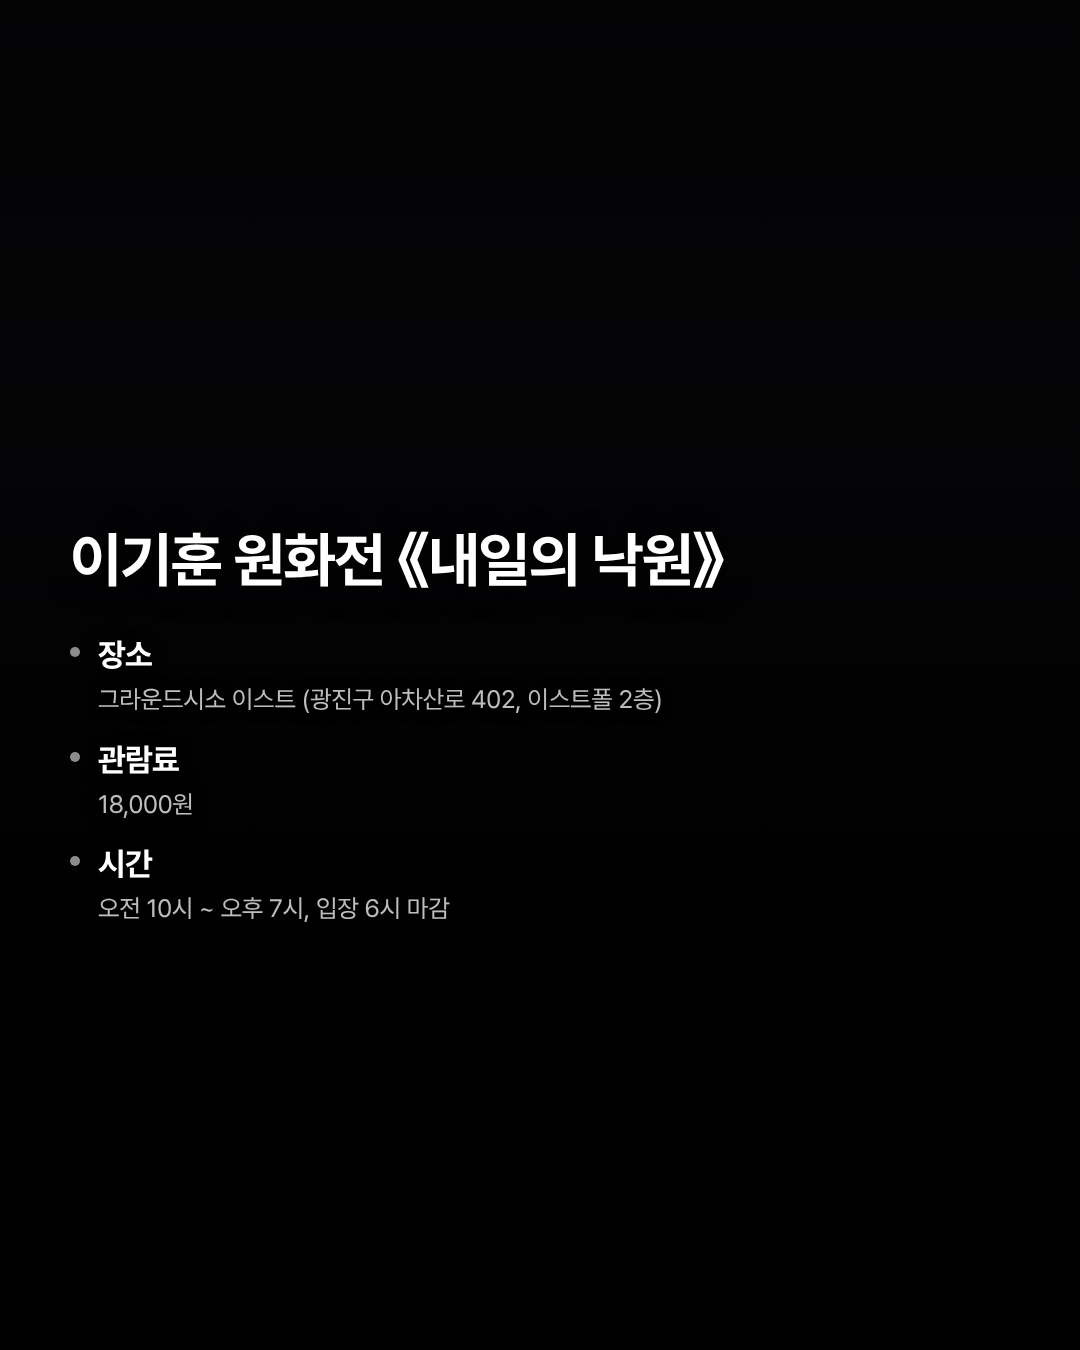 이기훈 원화전 《내일의 낙원》
• 장소
그라운드시소 이스트 (광진구 아차산로 402, 이스트폴 2층)
• 관람료
18,000원
• 시간
오전 10시 ~ 오후 7시, 입장 6시 마감